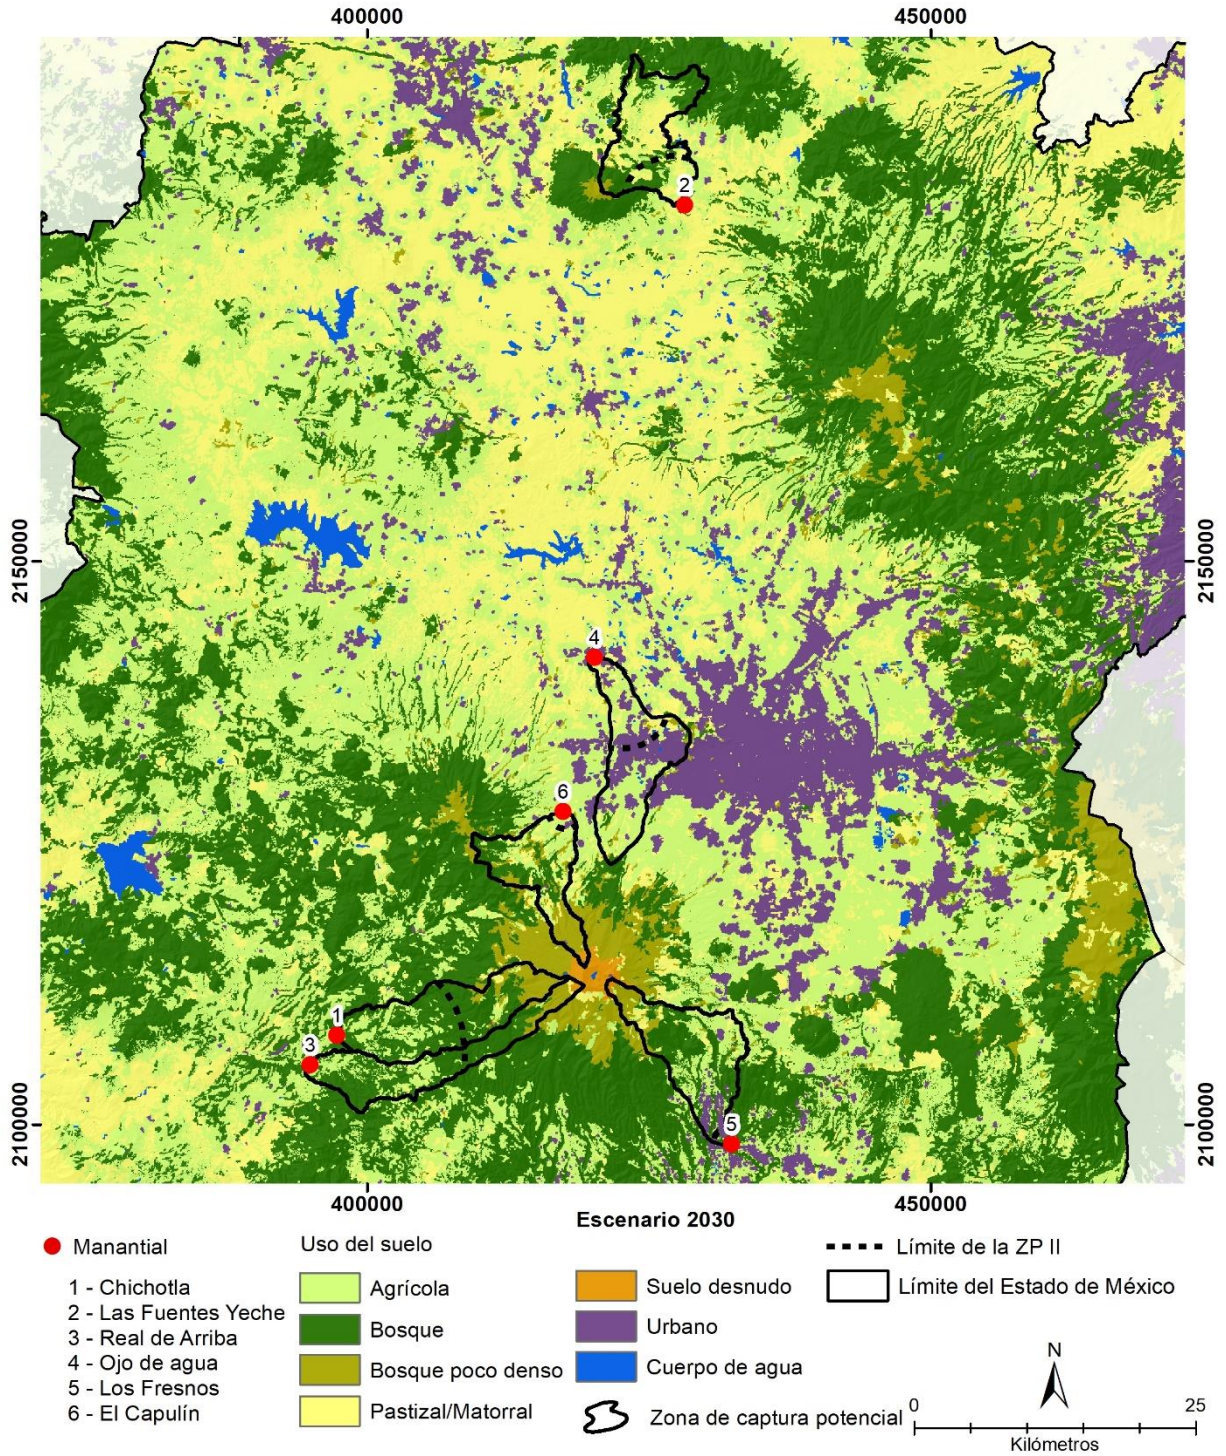 400000 450000
2
2150000 2150000
4
6
1
3
5
2100000 2100000
400000 450000
Escenario 2030
Manantial
1 - Chichotla
2 - Las Fuentes Yeche
3 - Real de Arriba
4 - Ojo de agua
5 - Los Fresnos
6 - El Capulín
Uso del suelo
Agrícola
Bosque
Bosque poco denso
Pastizal/Matorral
Suelo desnudo
Urbano
Cuerpo de agua
Zona de captura potencial
Límite de la ZP II
Límite del Estado de México
N
0 25
Kilómetros